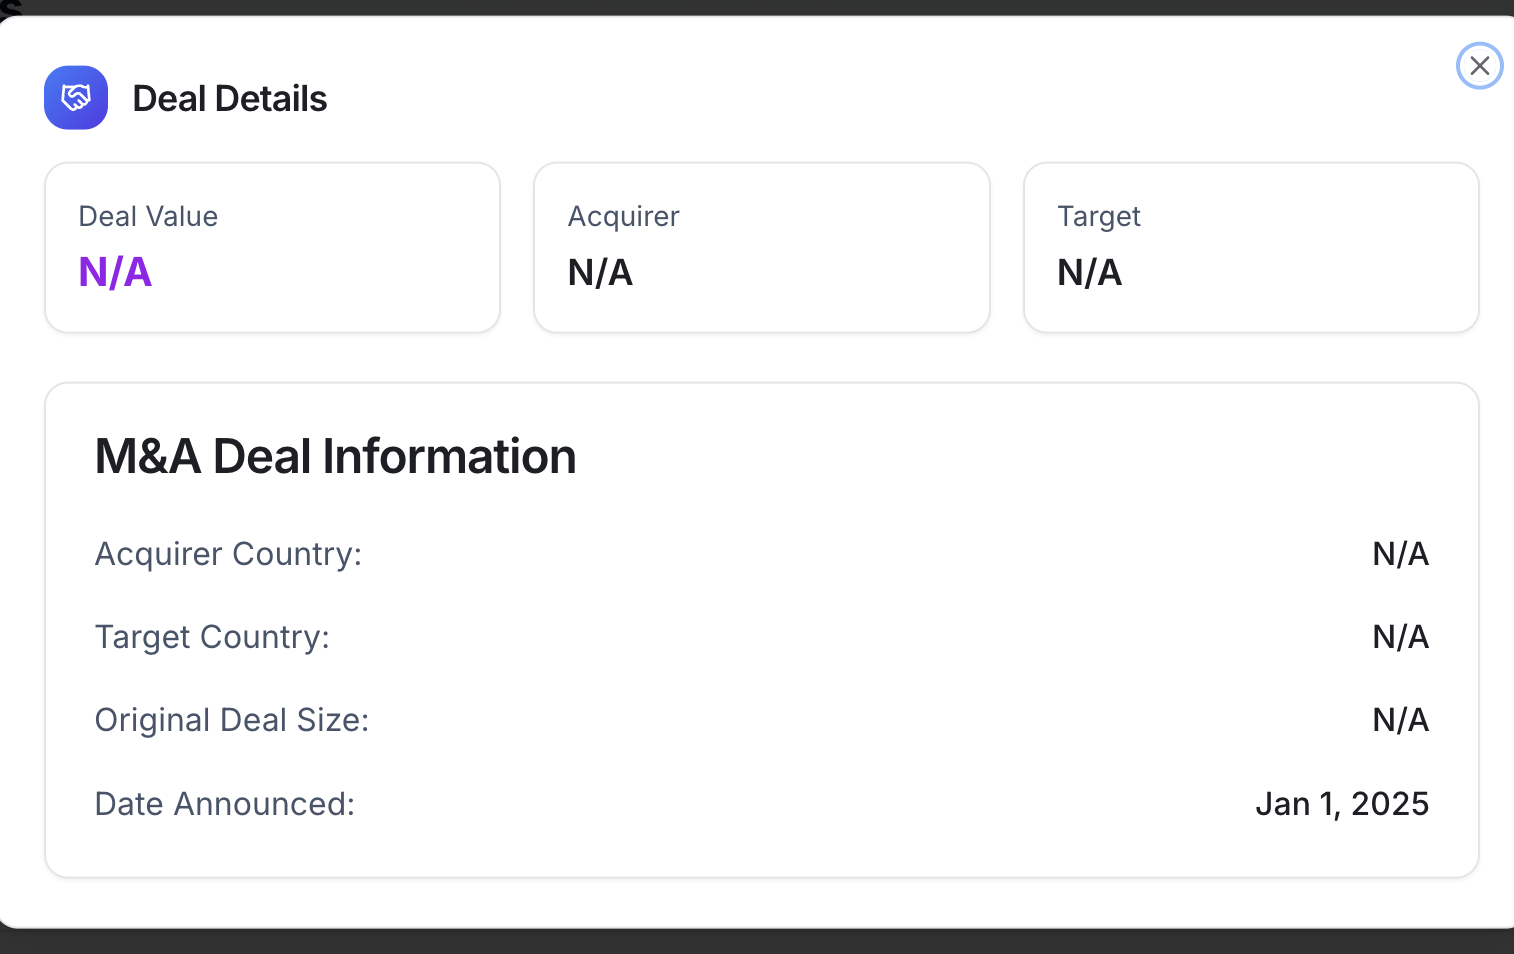 Deal Details
Deal Value
N/A
Acquirer
N/A
Target
N/A
M&A Deal Information
Acquirer Country:
N/A
Target Country:
N/A
Original Deal Size:
N/A
Date Announced:
Jan 1, 2025